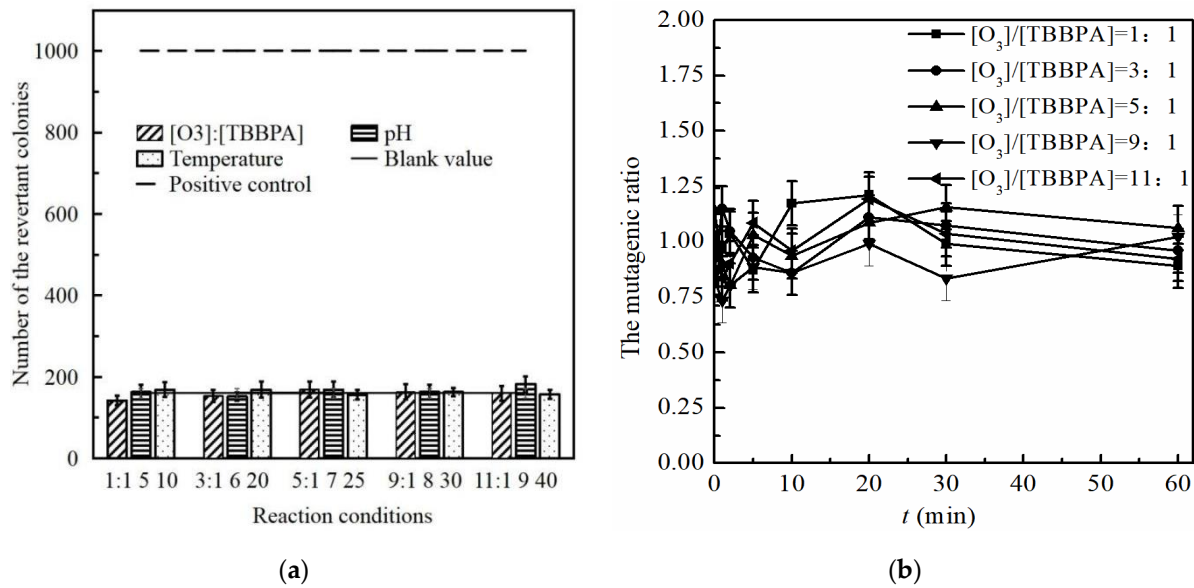 Number of the revertant colonies
1000
800
600
400
200
0
[O3]:[TBBPA]
pH
Temperature
Blank value
Positive control
1:1 5 10 3:1 6 20 5:1 7 25 9:1 8 30 11:1 9 40
Reaction conditions
(a)
The mutagenic ratio
2.00
1.75
1.50
1.25
1.00
0.75
0.50
0.25
0.00
[O₃]/[TBBPA]=1：1
[O₃]/[TBBPA]=3：1
[O₃]/[TBBPA]=5：1
[O₃]/[TBBPA]=9：1
[O₃]/[TBBPA]=11：1
0 10 20 30 40 50 60
t (min)
(b)